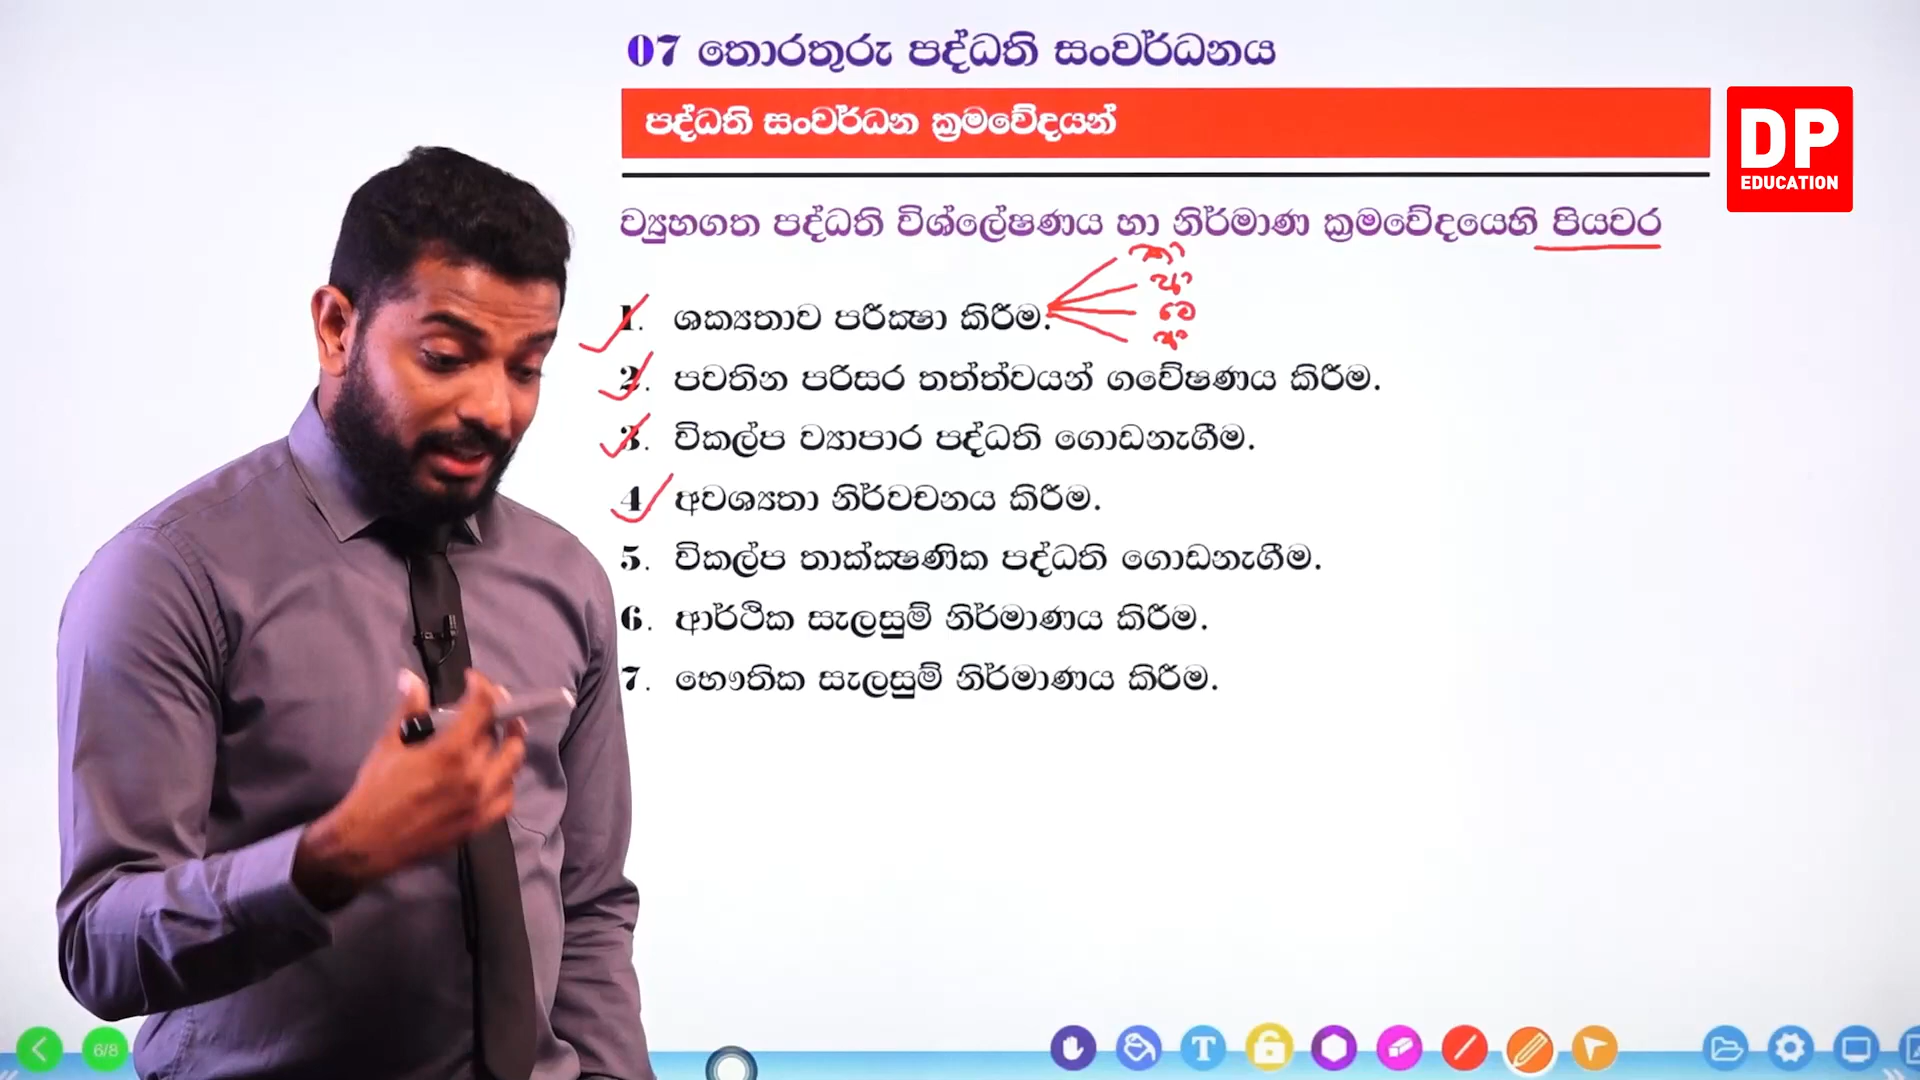 07 තොරතුරු පද්ධති සංවර්ධනය
පද්ධති සංවර්ධන ක්‍රමවේදයන්
DP
EDUCATION
ව්‍යුහගත පද්ධති විශ්ලේෂණය හා නිර්මාණ ක්‍රමවේදයෙහි පියවර
1. ශක්‍යතාව පරීක්ෂා කිරීම.
තා
ආ
මෙ
2. පවතින පරිසර තත්ත්වයන් ගවේෂණය කිරීම.
3. විකල්ප ව්‍යාපාර පද්ධති ගොඩනැගීම.
4 අවශ්‍යතා නිර්වචනය කිරීම.
5. විකල්ප තාක්ක්ෂණික පද්ධති ගොඩනැගීම.
6. ආර්ථික සැලසුම් නිර්මාණය කිරීම.
7. භෞතික සැලසුම් නිර්මාණය කිරීම.
6/8
T